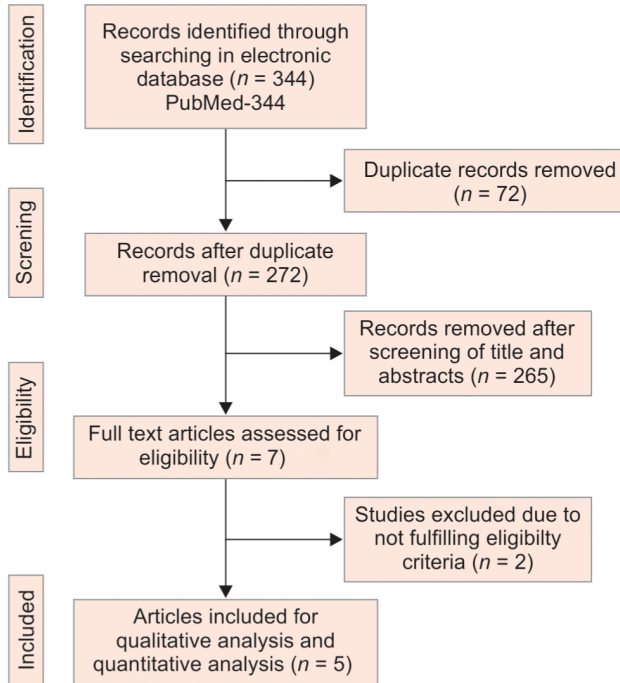 Identification
Records identified through
searching in electronic
database (n = 344)
PubMed-344
Duplicate records removed
(n = 72)
Screning
Records after duplicate
removal (n = 272)
Records removed after
screening of title and
abstracts (n = 265)
Eligibility
Full text articles assessed for
eligibility (n = 7)
Studies excluded due to
not fulfilling eligibilty
criteria (n = 2)
Included
Articles included for
qualitative analysis and
quantitative analysis (n = 5)